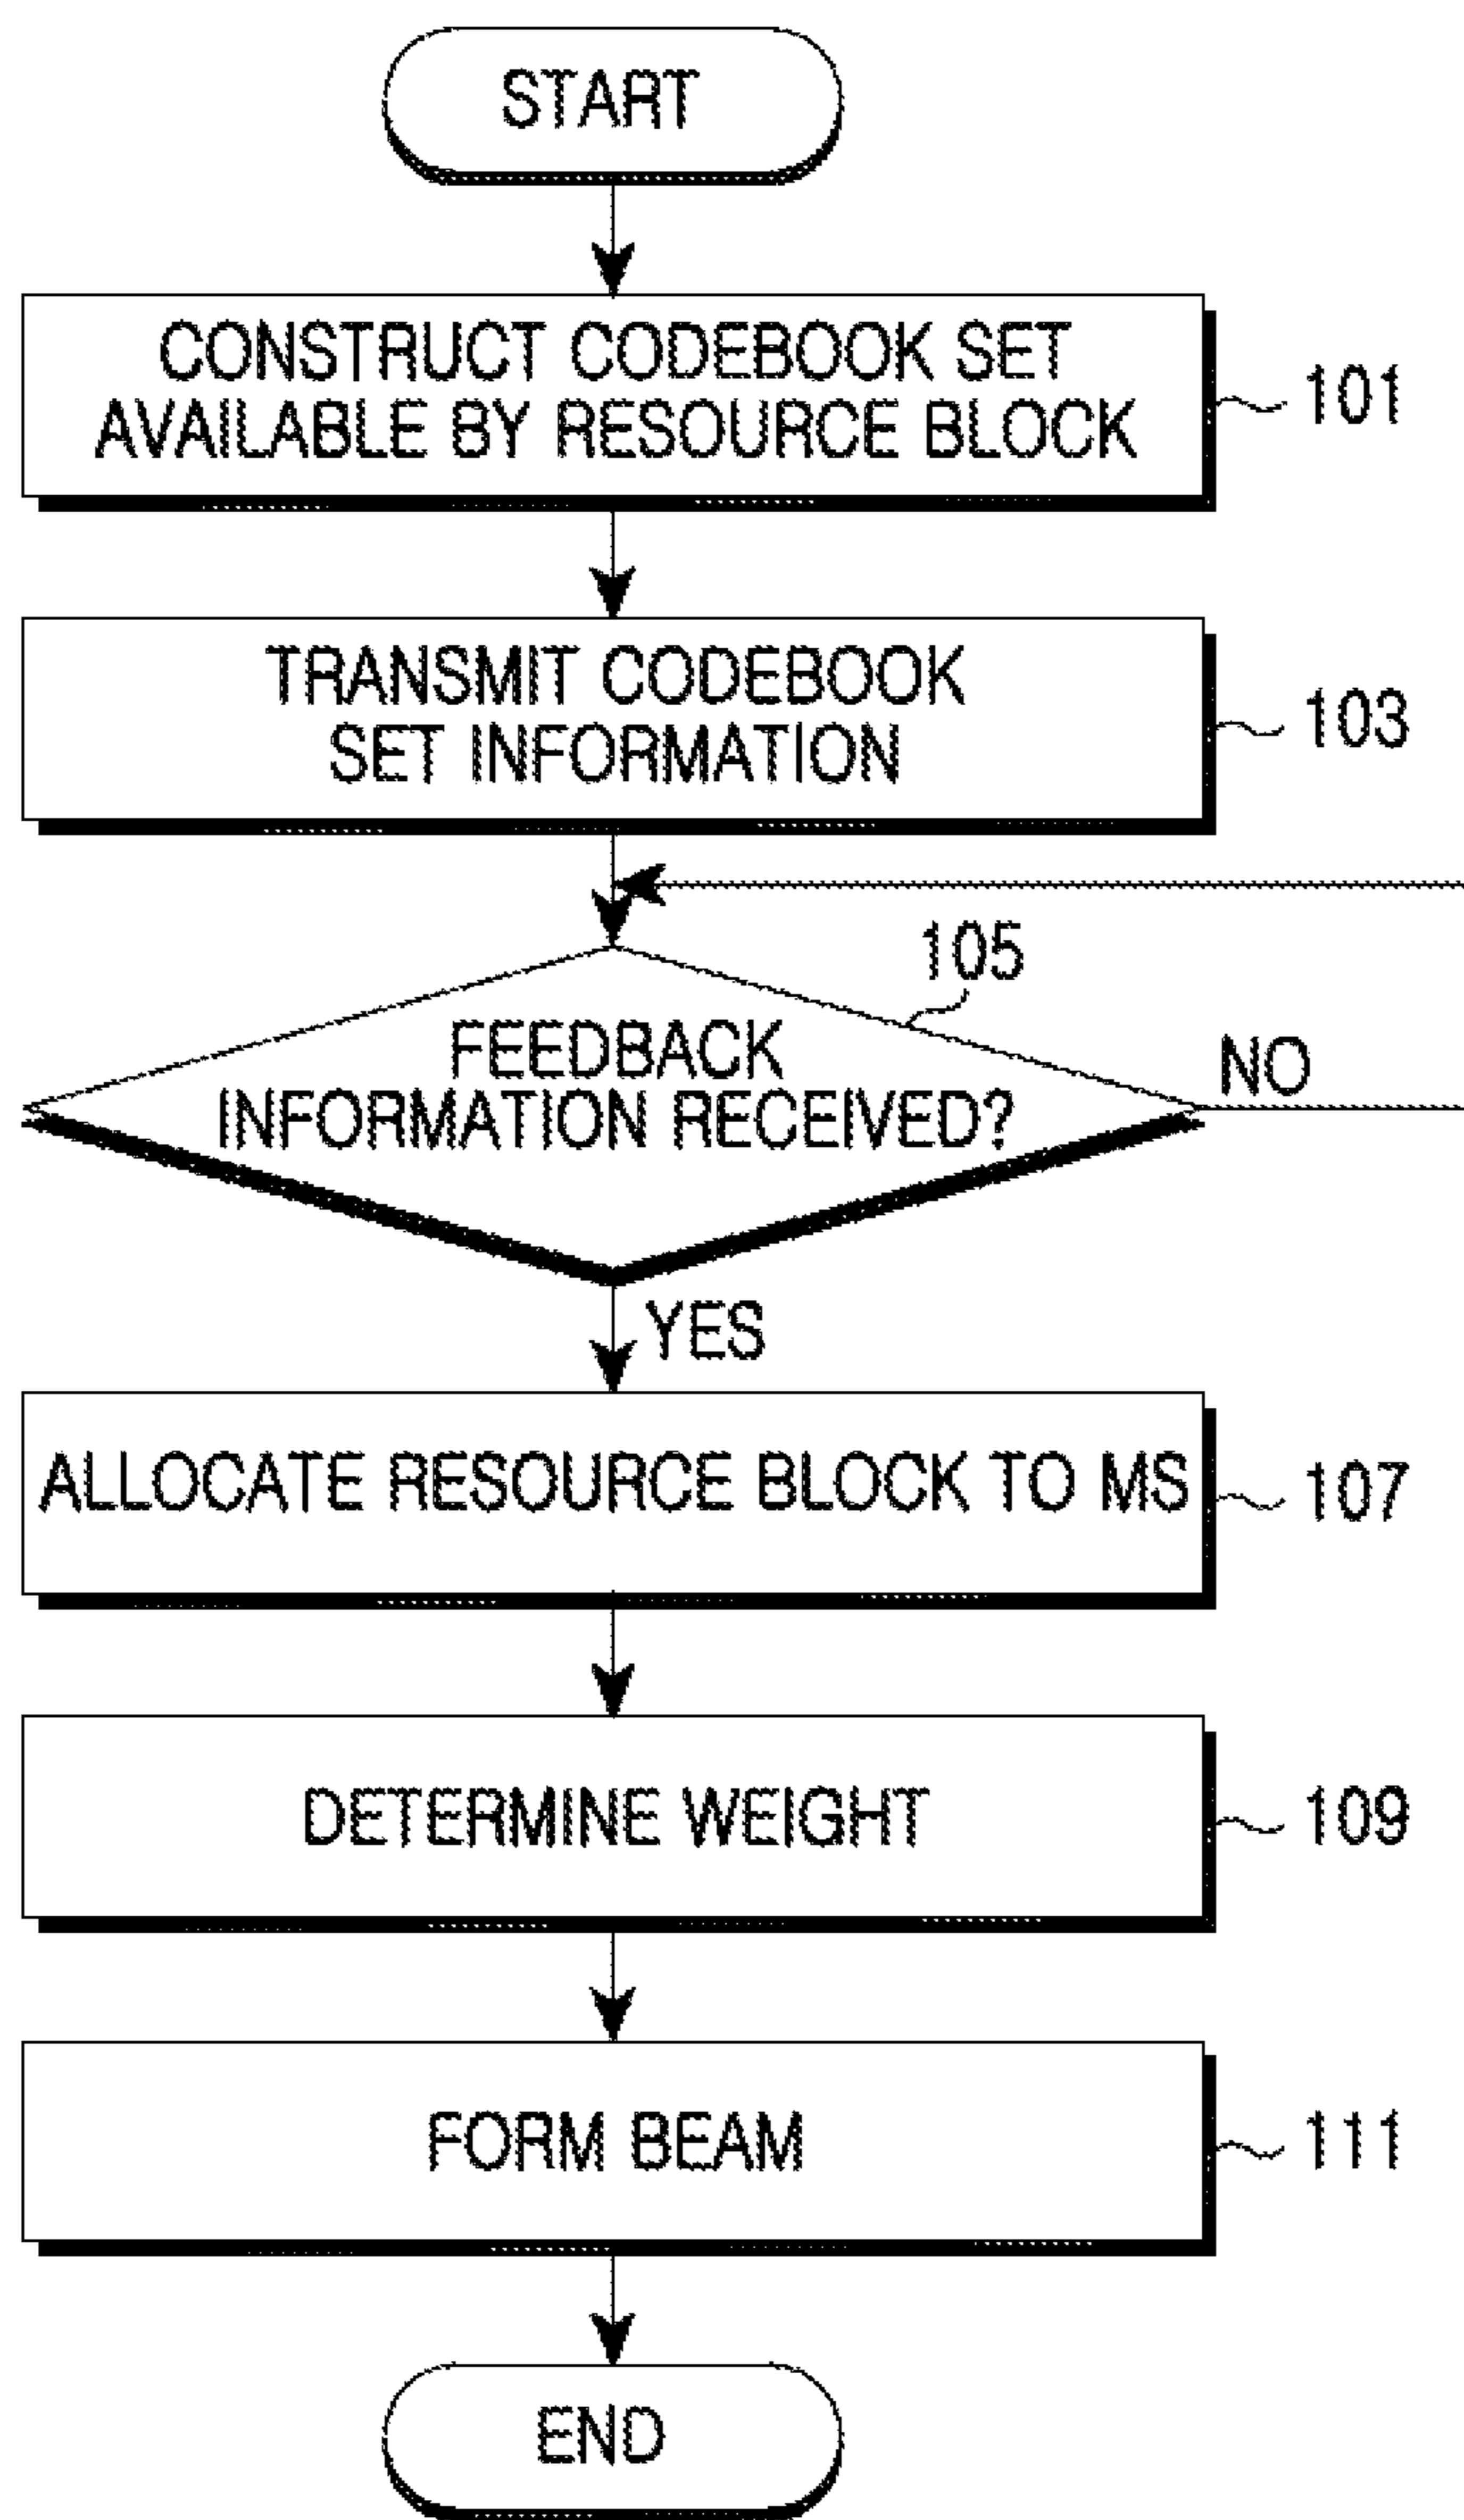 START
CONSTRUCT CODEBOOK SET
AVAILABLE BY RESOURCE BLOCK
101
TRANSMIT CODEBOOK
SET INFORMATION
103
105
FEEDBACK
INFORMATION RECEIVED?
NO
YES
ALLOCATE RESOURCE BLOCK TO MS
107
DETERMINE WEIGHT
109
FORM BEAM
111
END